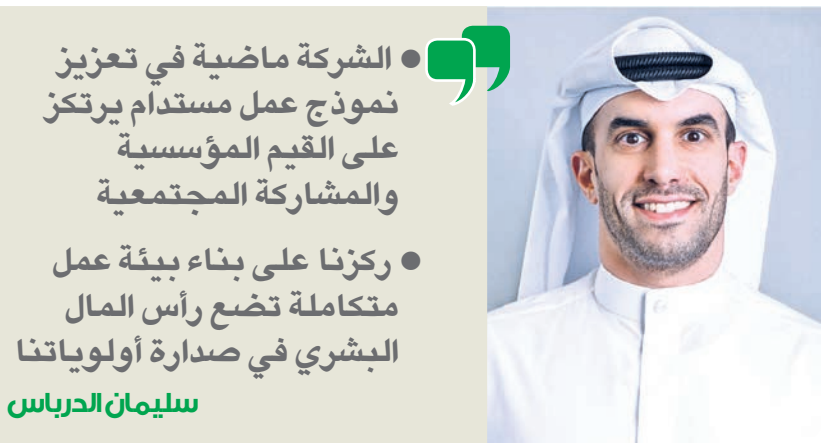 ● الشركة ماضية في تعزيز
نموذج عمل مستدام يرتكز
على القيم المؤسسية
والمشاركة المجتمعية
● ركزنا على بناء بيئة عمل
متكاملة تضع رأس المال
البشري في صدارة أولوياتنا
سليمان الدرباس